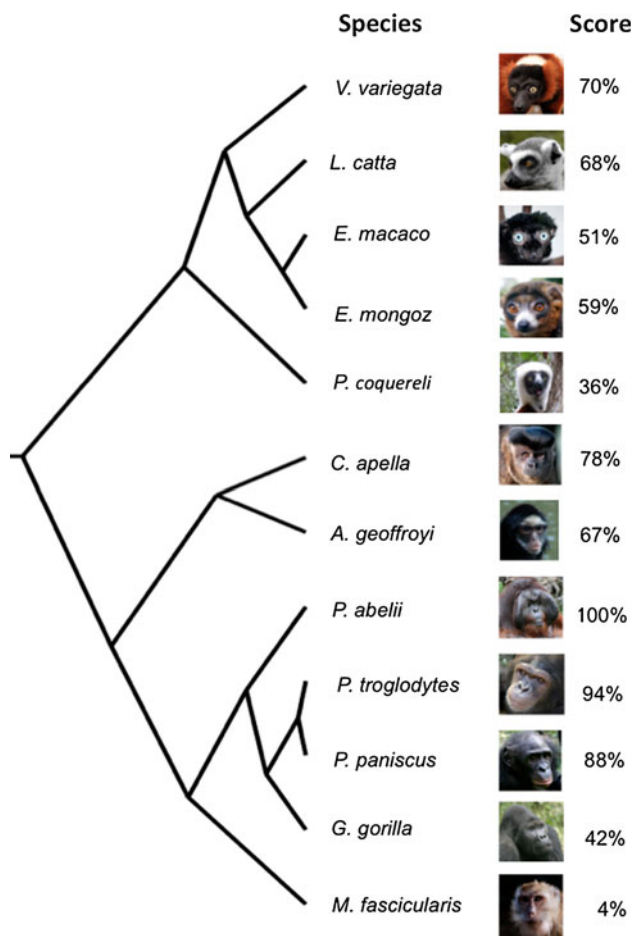 Species Score
V. variegata 70%
L. catta 68%
E. macaco 51%
E. mongoz 59%
P. coquereli 36%
C. apella 78%
A. geoffroyi 67%
P. abelii 100%
P. troglodytes 94%
P. paniscus 88%
G. gorilla 42%
M. fascicularis 4%